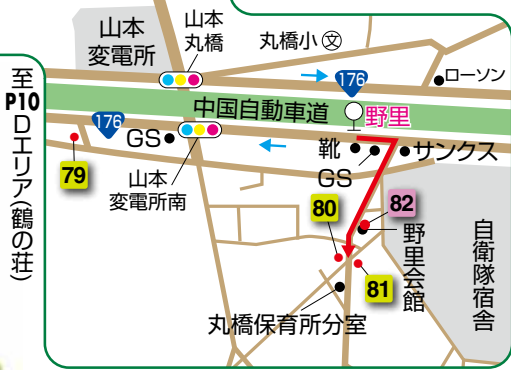 山本
変電所
山本
丸橋
丸橋小
文
176
ローソン
至
P10
Dエリア(鶴の荘)
中国自動車道
野里
176
GS
79
山本
変電所南
靴
GS
サンクス
80
82
野里会館
81
自衛隊宿舎
丸橋保育所分室